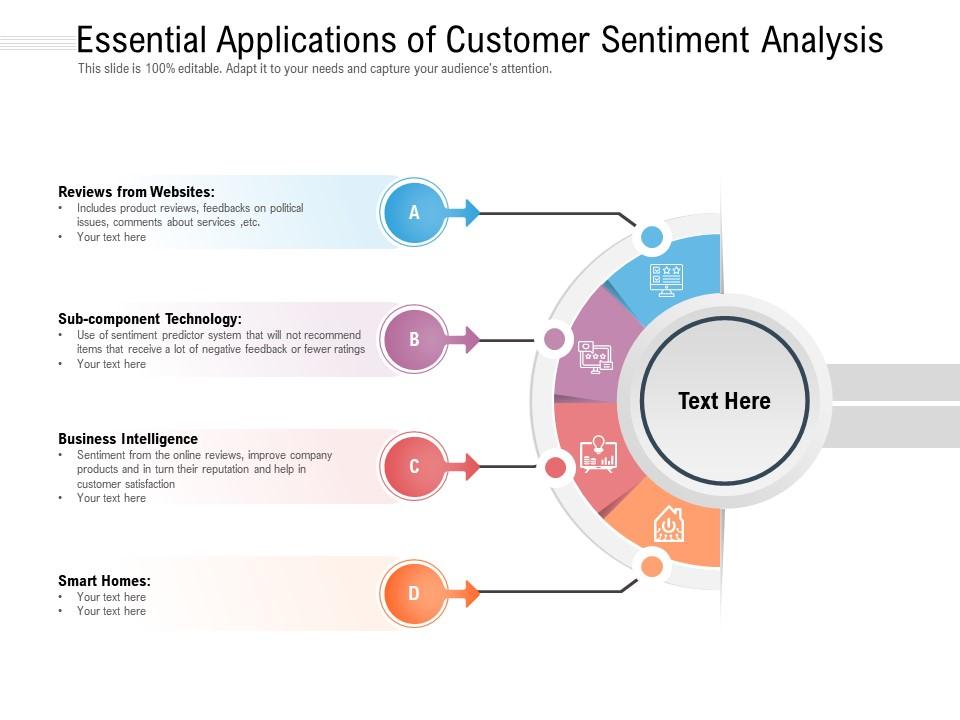 Essential Applications of Customer Sentiment Analysis
This slide is 100% editable. Adapt it to your needs and capture your audience's attention.
Reviews from Websites:
• Includes product reviews, feedbacks on political
issues, comments about services ,etc.
• Your text here
A
Sub-component Technology:
• Use of sentiment predictor system that will not recommend
items that receive a lot of negative feedback or fewer ratings
• Your text here
B
Business Intelligence
• Sentiment from the online reviews, improve company
products and in turn their reputation and help in
customer satisfaction
• Your text here
C
Smart Homes:
• Your text here
• Your text here
D
Text Here